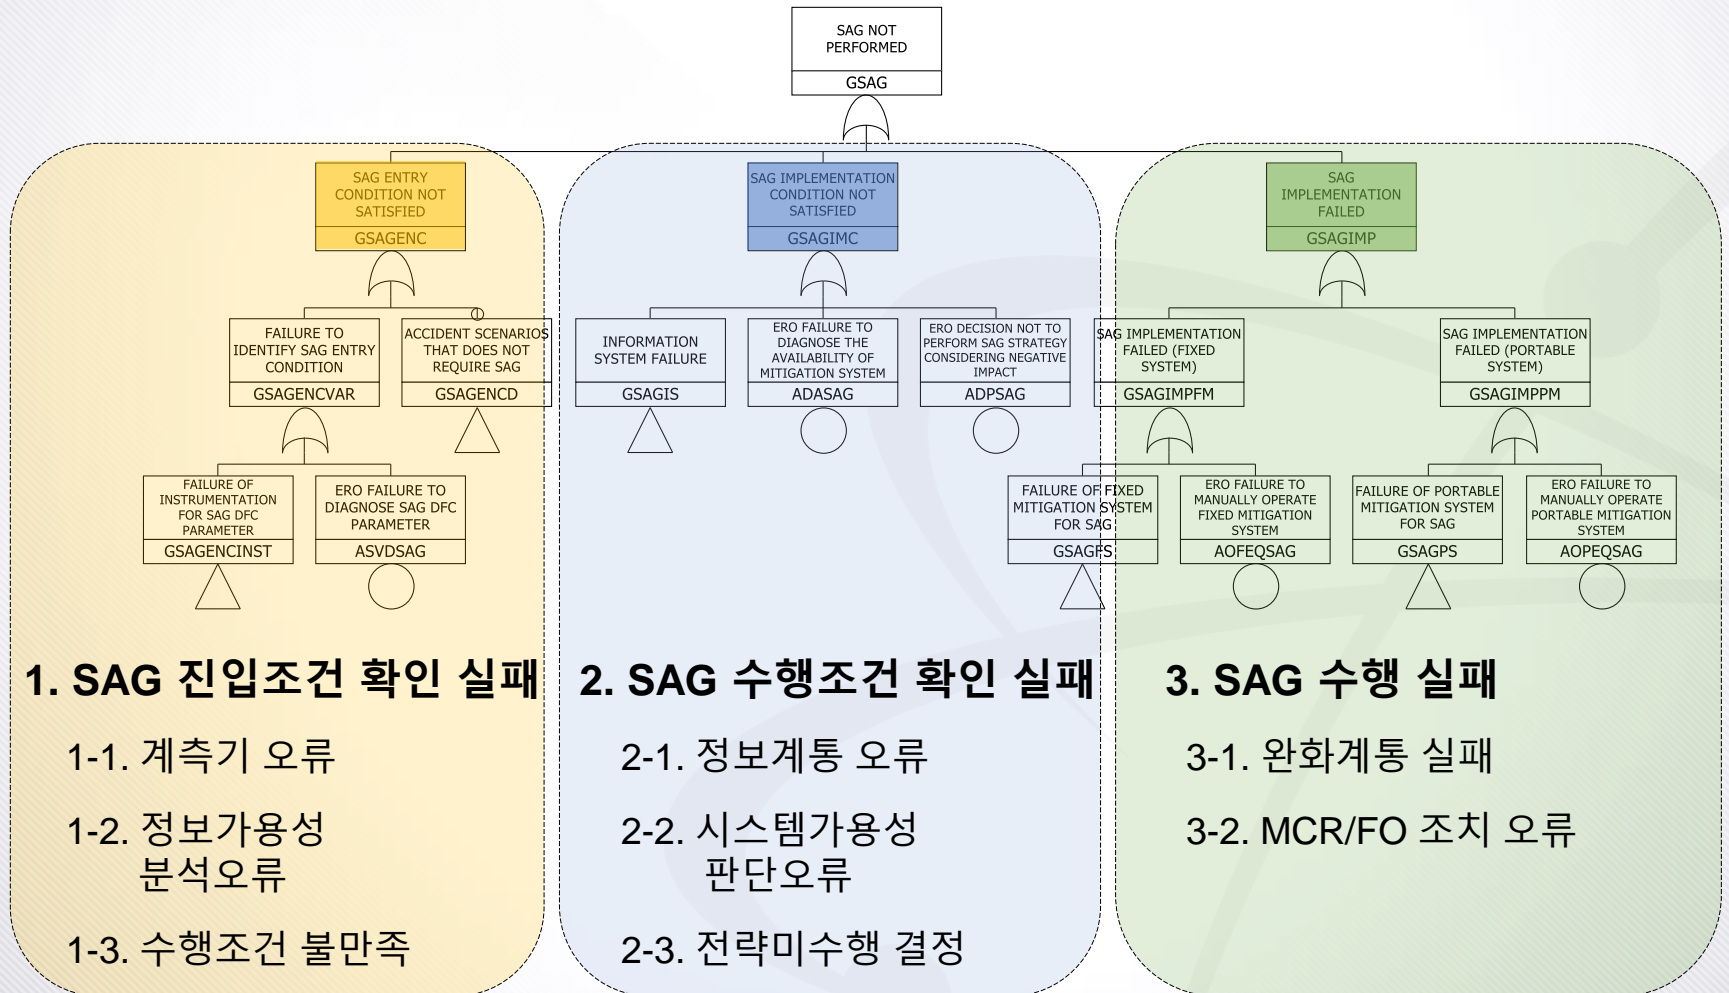 SAG NOT
PERFORMED
GSAG
SAG ENTRY
CONDITION NOT
SATISFIED
GSAGENC
SAG IMPLEMENTATION
CONDITION NOT
SATISFIED
GSAGIMC
SAG
IMPLEMENTATION
FAILED
GSAGIMP
FAILURE TO
IDENTIFY SAG ENTRY
CONDITION
GSAGENCVAR
ACCIDENT SCENARIOS
THAT DOES NOT
REQUIRE SAG
GSAGENCD
INFORMATION
SYSTEM FAILURE
GSAGIS
ERO FAILURE TO
DIAGNOSE THE
AVAILABILITY OF
MITIGATION SYSTEM
ADASAG
ERO DECISION NOT TO
PERFORM SAG STRATEGY
CONSIDERING NEGATIVE
IMPACT
ADPSAG
SAG IMPLEMENTATION
FAILED (FIXED
SYSTEM)
GSAGIMPFM
SAG IMPLEMENTATION
FAILED (PORTABLE
SYSTEM)
GSAGIMPPM
FAILURE OF
INSTRUMENTATION
FOR SAG DFC
PARAMETER
GSAGENCINST
ERO FAILURE TO
DIAGNOSE SAG DFC
PARAMETER
ASVDSAG
FAILURE OF FIXED
MITIGATION SYSTEM
FOR SAG
GSAGFS
ERO FAILURE TO
MANUALLY OPERATE
FIXED MITIGATION
SYSTEM
AOFEQSAG
FAILURE OF PORTABLE
MITIGATION SYSTEM
FOR SAG
GSAGPS
ERO FAILURE TO
MANUALLY OPERATE
PORTABLE MITIGATION
SYSTEM
AOPEQSAG
1. SAG 진입조건 확인 실패
1-1. 계측기 오류
1-2. 정보가용성
분석오류
1-3. 수행조건 불만족
2. SAG 수행조건 확인 실패
2-1. 정보계통 오류
2-2. 시스템가용성
판단오류
2-3. 전략미수행 결정
3. SAG 수행 실패
3-1. 완화계통 실패
3-2. MCR/FO 조치 오류